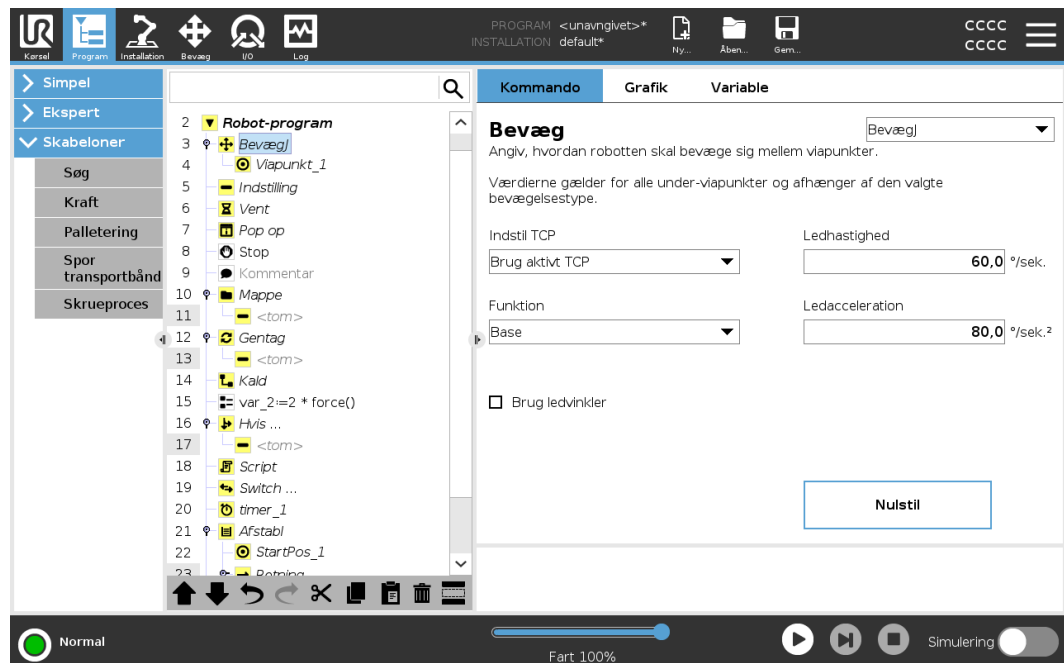 UR
PROGRAM <unavngivet>*
INSTALLATION default*
CCCC
CCCC
Kørsel
Program
Installation
Bevæg
I/O
Log
Ny...
Åben...
Gem...
Simpel
Ekspert
Skabeloner
Søg
Kraft
Palletering
Spor
transportbånd
Skrueproces
2 Robot-program
3 BevægJ
4 Viapunkt_1
5 Indstilling
6 Vent
7 Pop op
8 Stop
9 Kommentar
10 Mappe
11 <tom>
12 Gentag
13 <tom>
14 Kald
15 var_2:=2 * force()
16 Hvis ...
17 <tom>
18 Script
19 Switch ...
20 timer_1
21 Afstabl
22 StartPos_1
23 Retning
Kommando
Grafik
Variable
Bevæg
BevægJ
Angiv, hvordan robotten skal bevæge sig mellem viapunkter.
Værdierne gælder for alle under-viapunkter og afhænger af den valgte
bevægelsestype.
Indstil TCP
Ledhastighed
Brug aktivt TCP
60,0 °/sek.
Funktion
Ledacceleration
Base
80,0 °/sek.²
Brug ledvinkler
Nulstil
Normal
Fart 100%
Simulering